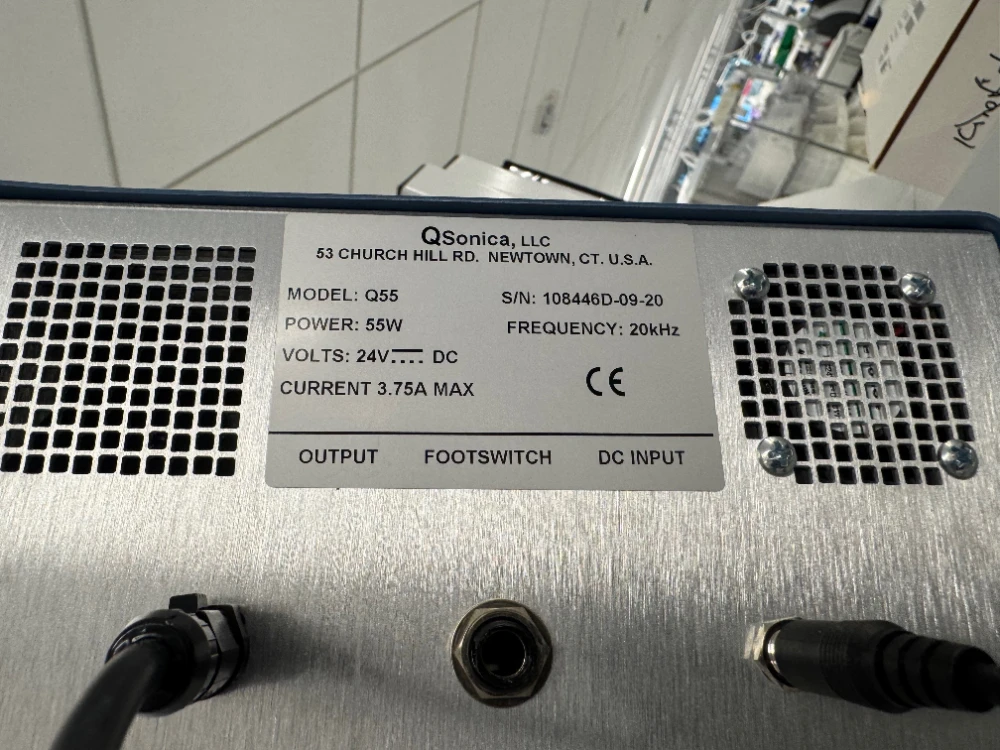 QSonica, LLC
53 CHURCH HILL RD. NEWTOWN, CT. U.S.A.
MODEL: Q55 S/N: 108446D-09-20
POWER: 55W FREQUENCY: 20kHz
VOLTS: 24V DC
CURRENT 3.75A MAX CE
OUTPUT FOOTSWITCH DC INPUT